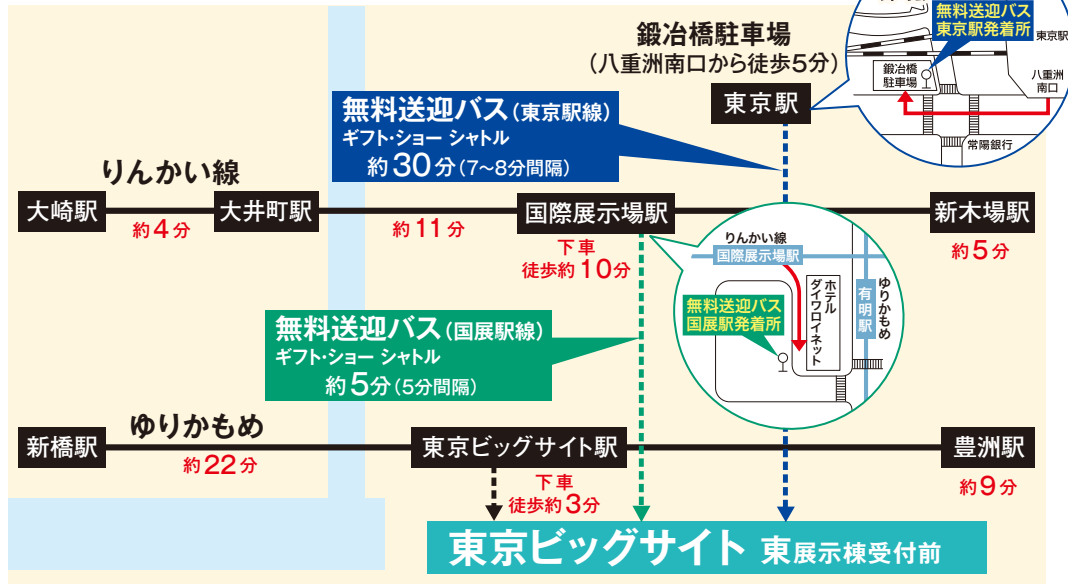 鍛冶橋駐車場
（八重洲南口から徒歩5分）
無料送迎バス
東京駅発着所
東京駅
鍛冶橋
駐車場
八重洲
南口
常陽銀行
東京駅
無料送迎バス（東京駅線）
ギフト・ショー シャトル
約30分（7〜8分間隔）
りんかい線
大崎駅
約4分
大井町駅
約11分
国際展示場駅
下車
徒歩約10分
新木場駅
約5分
りんかい線
国際展示場駅
無料送迎バス
国展駅発着所
ホテル
ダイワロイネット
有明駅
ゆりかもめ
無料送迎バス（国展駅線）
ギフト・ショー シャトル
約5分（5分間隔）
ゆりかもめ
新橋駅
約22分
東京ビッグサイト駅
下車
徒歩約3分
豊洲駅
約9分
東京ビッグサイト 東展示棟受付前